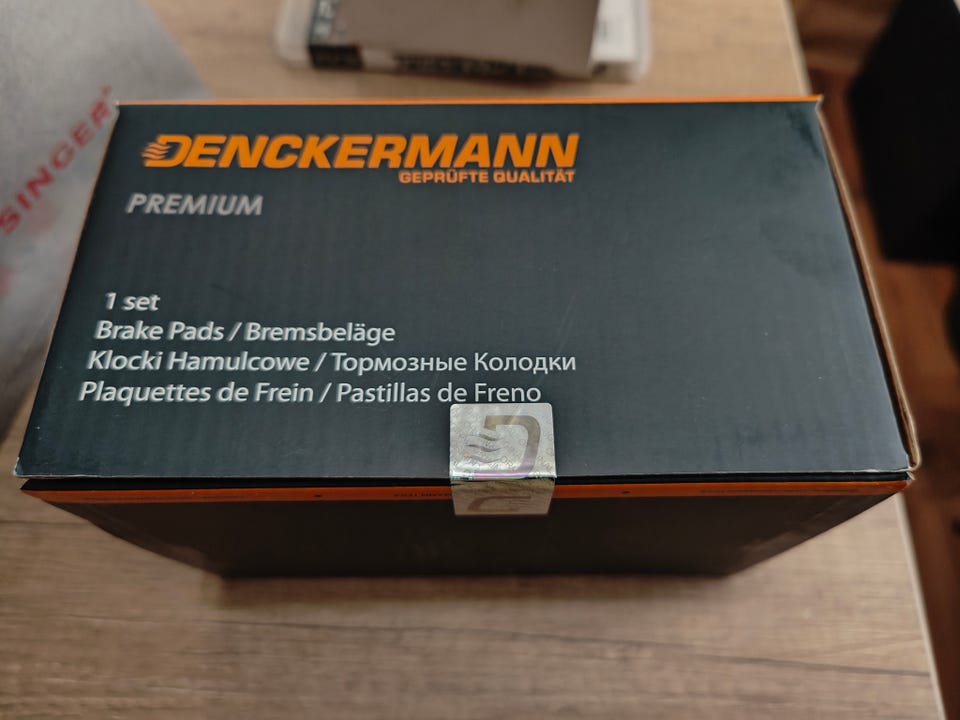 SINGER
DENCKERMANN
GEPRÜFTE QUALITÄT
PREMIUM
1 set
Brake Pads / Bremsbeläge
Klocki Hamulcowe / Тормозные Колодки
Plaquettes de Frein / Pastillas de Freno